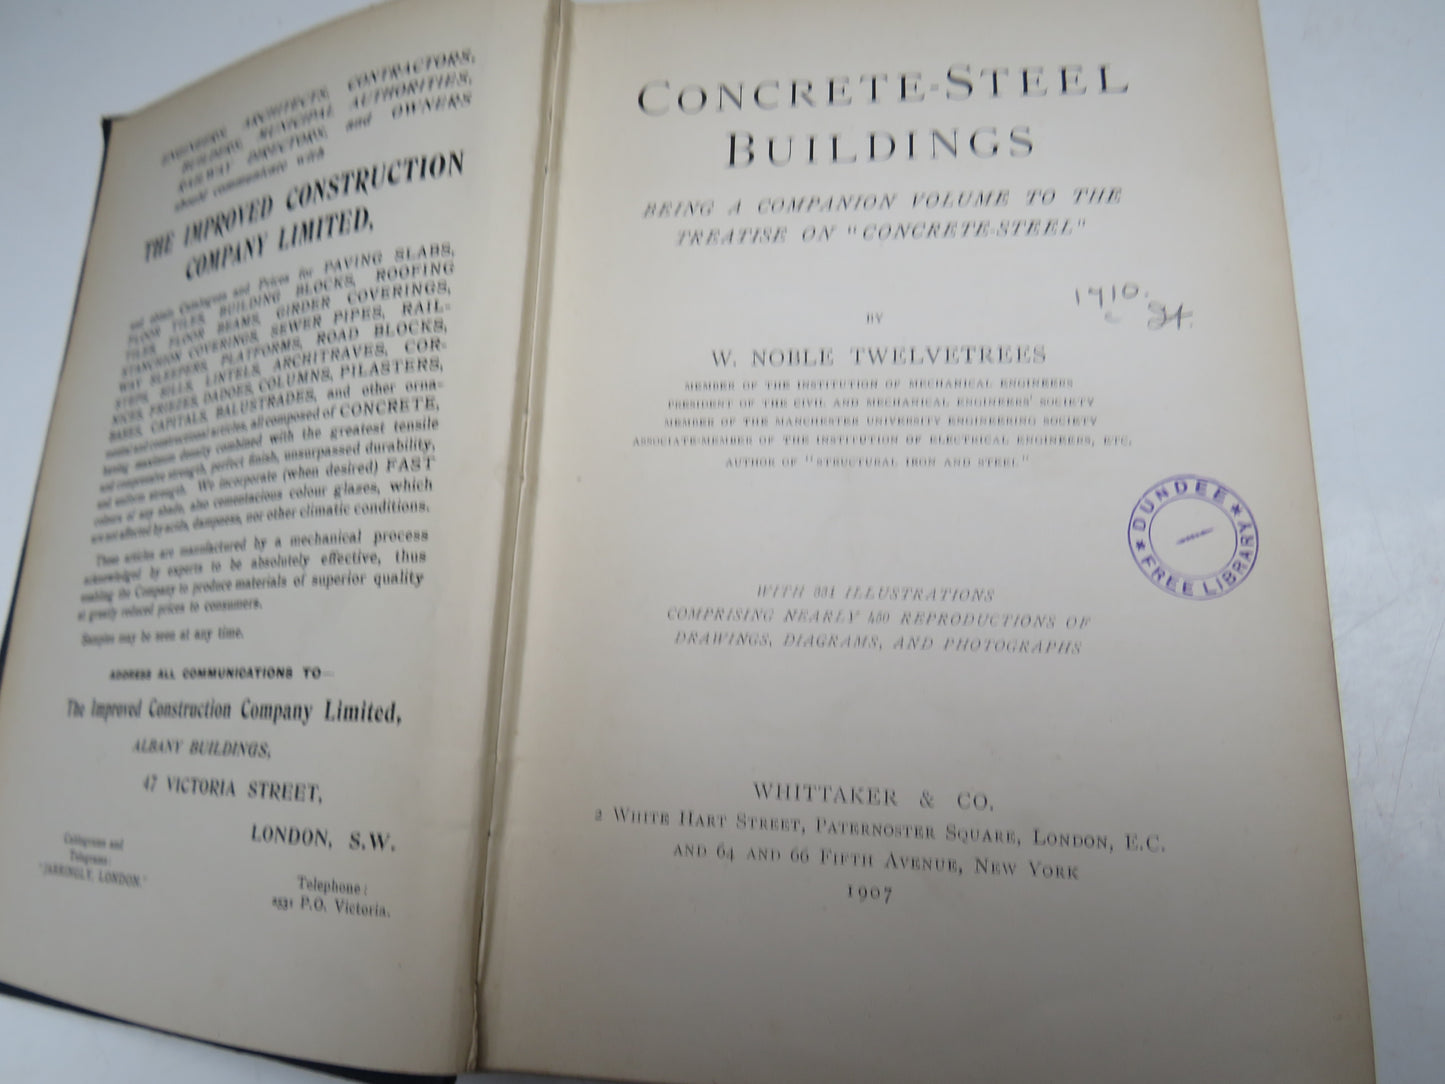 ENGINEERS, ARCHITECTS, CONTRACTORS,
BUILDERS, MUNICIPAL AUTHORITIES,
RAILWAY DIRECTORS, and OWNERS
should communicate with
THE IMPROVED CONSTRUCTION
COMPANY LIMITED,
and obtain Catalogues and Prices for PAVING SLABS,
FLOOR TILES, BUILDING BLOCKS, ROOFING
TILES, FLOOR BEAMS, GIRDER COVERINGS,
STANCHION COVERINGS, SEWER PIPES, RAIL-
WAY SLEEPERS, PLATFORMS, ROAD BLOCKS,
STEPS, SILLS, LINTELS, ARCHITRAVES, COR-
NICES, FRIEZES, DADOES, COLUMNS, PILASTERS,
BASES, CAPITALS, BALUSTRADES, and other orna-
mental and constructional articles, all composed of CONCRETE,
having maximum density combined with the greatest tensile
and compressive strength, perfect finish, unsurpassed durability,
and uniform strength. We incorporate (when desired) FAST
colours of any shade, also cementacious colour glazes, which
are not affected by acids, dampness, nor other climatic conditions.
These articles are manufactured by a mechanical process
acknowledged by experts to be absolutely effective, thus
making the Company to produce materials of superior quality
at greatly reduced prices to consumers.
Samples may be seen at any time.
ADDRESS ALL COMMUNICATIONS TO—
The Improved Construction Company Limited,
ALBANY BUILDINGS,
47 VICTORIA STREET,
LONDON, S.W.
Cablegrams and
Telegrams:
"JARRINGLY, LONDON."
Telephone:
2531 P.O. Victoria.
CONCRETE-STEEL
BUILDINGS
BEING A COMPANION VOLUME TO THE
TREATISE ON "CONCRETE-STEEL"
1910.
BY
W. NOBLE TWELVETREES
MEMBER OF THE INSTITUTION OF MECHANICAL ENGINEERS
PRESIDENT OF THE CIVIL AND MECHANICAL ENGINEERS' SOCIETY
MEMBER OF THE MANCHESTER UNIVERSITY ENGINEERING SOCIETY
ASSOCIATE-MEMBER OF THE INSTITUTION OF ELECTRICAL ENGINEERS, ETC.
AUTHOR OF "STRUCTURAL IRON AND STEEL"
DUNDEE
FREE LIBRARY
WITH 331 ILLUSTRATIONS
COMPRISING NEARLY 450 REPRODUCTIONS OF
DRAWINGS, DIAGRAMS, AND PHOTOGRAPHS
WHITTAKER & CO.
2 WHITE HART STREET, PATERNOSTER SQUARE, LONDON, E.C.
AND 64 AND 66 FIFTH AVENUE, NEW YORK
1907